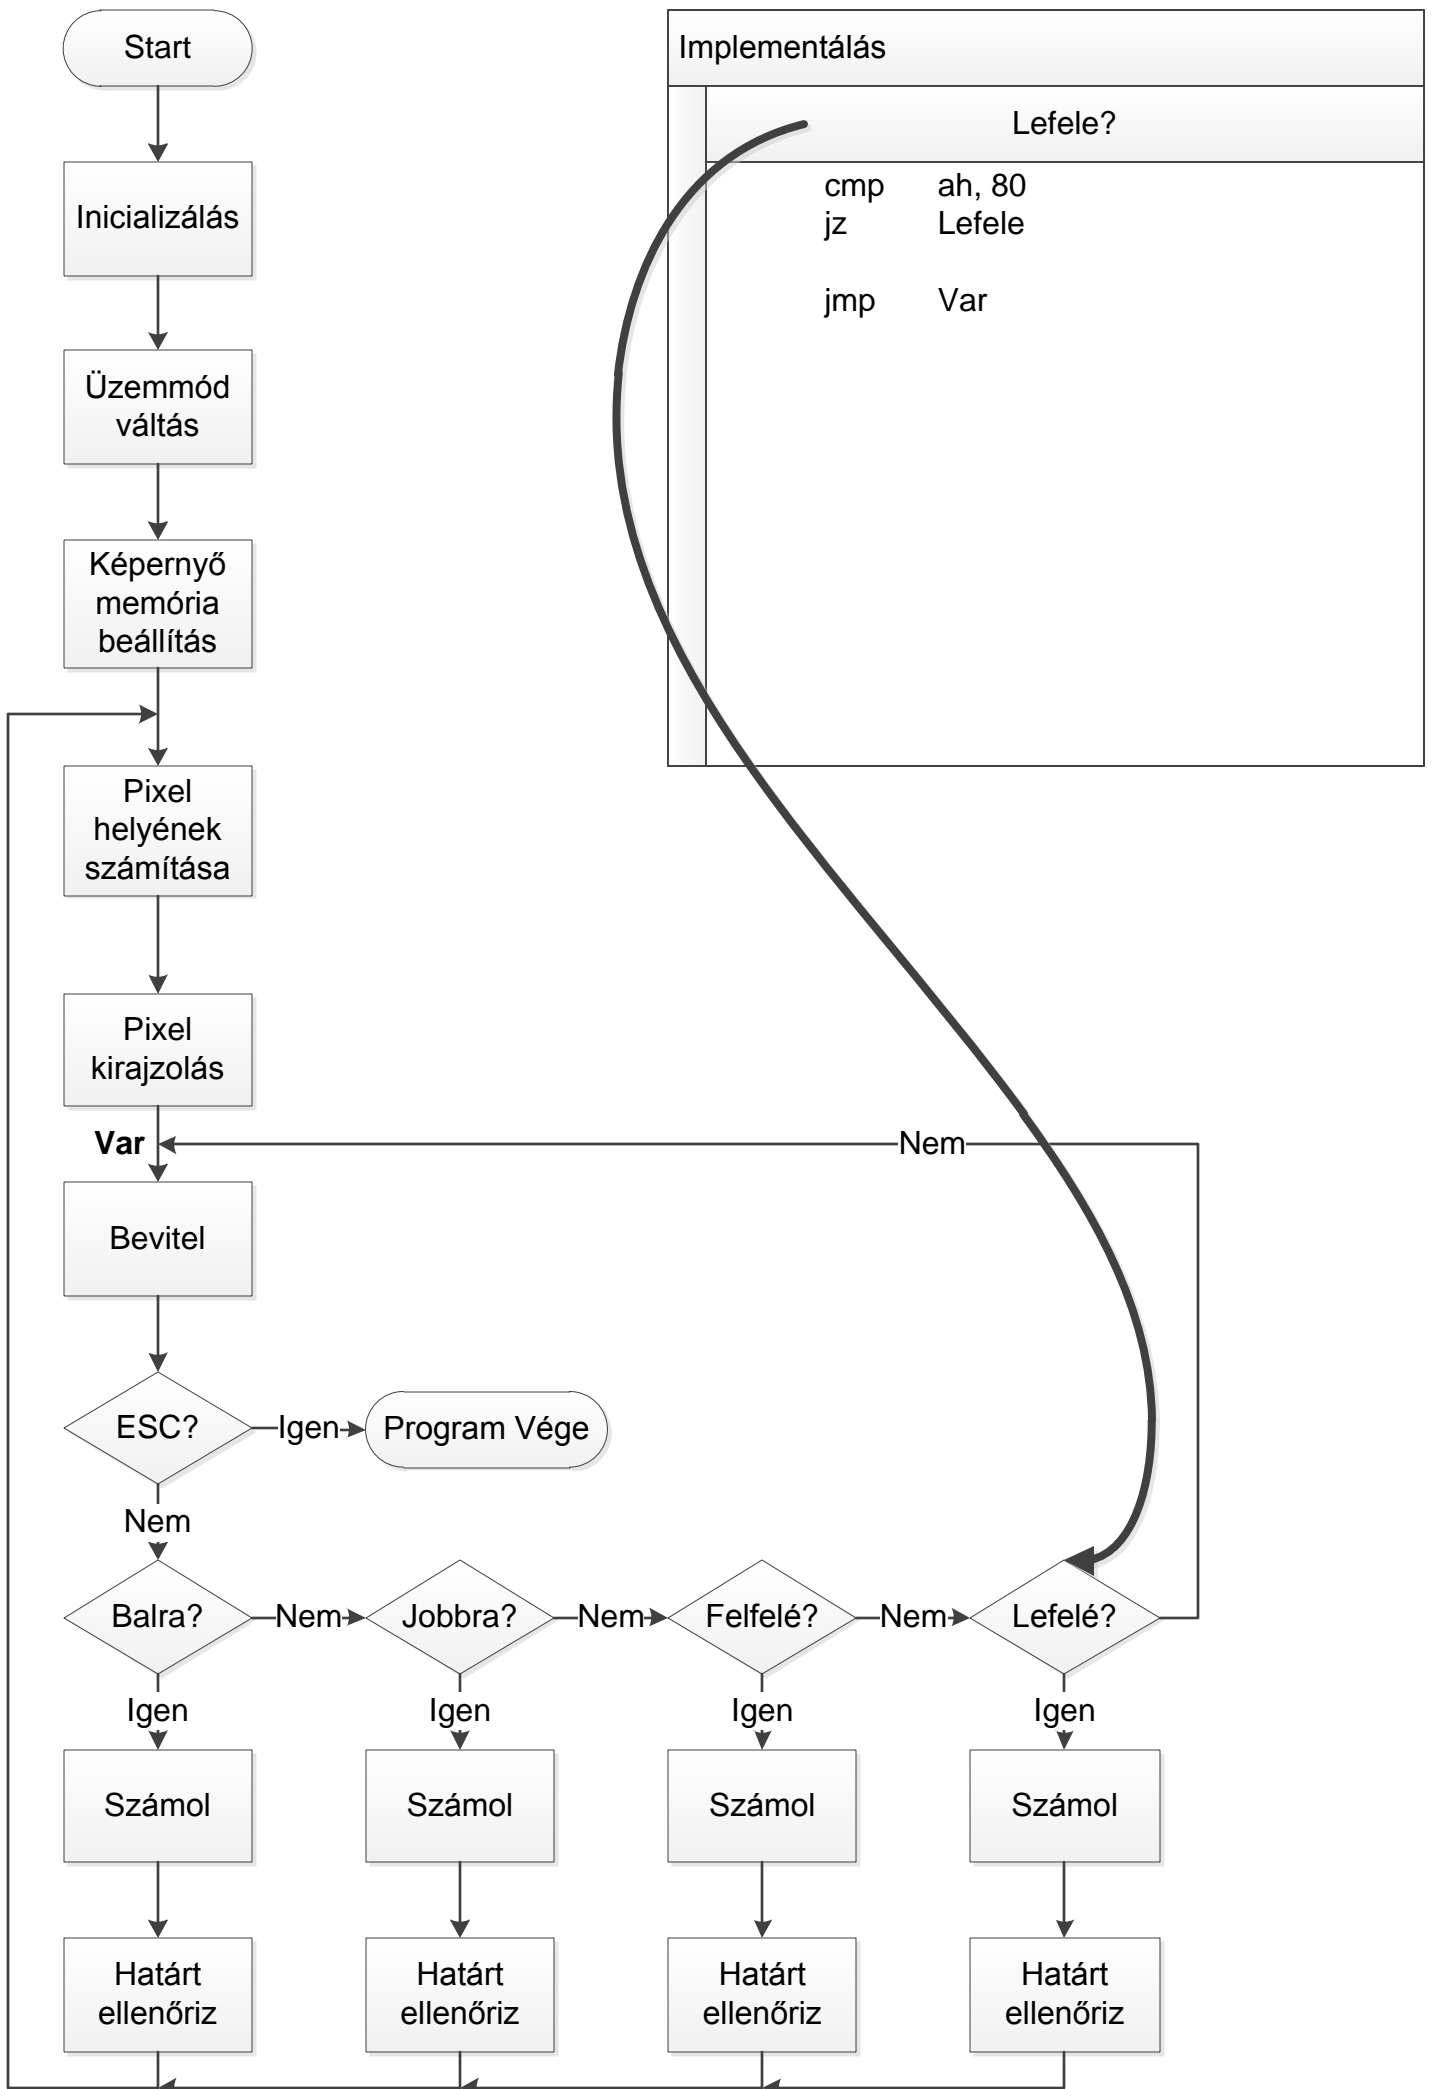 Start
Implementálás
Lefele?
cmp ah, 80
jz Lefele
jmp Var
Inicializálás
Üzemmód
váltás
Képernyő
memória
beállítás
Pixel
helyének
számítása
Pixel
kirajzolás
Var
Nem
Bevitel
ESC?
Igen
Program Vége
Nem
Balra?
Nem
Jobbra?
Nem
Felfelé?
Nem
Lefelé?
Igen
Igen
Igen
Igen
Számol
Számol
Számol
Számol
Határt
ellenőriz
Határt
ellenőriz
Határt
ellenőriz
Határt
ellenőriz